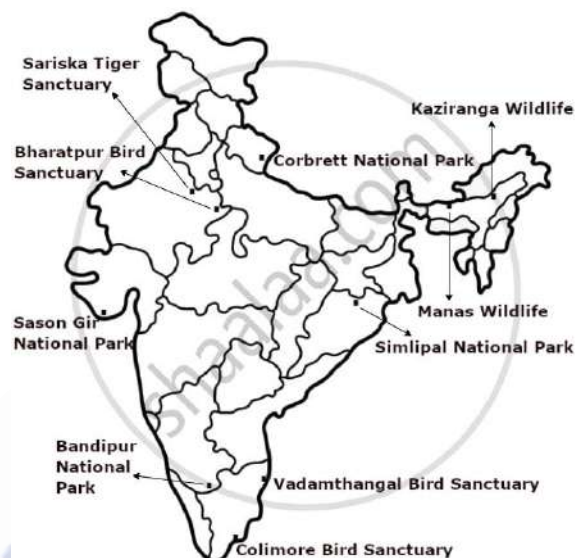 Sariska Tiger
Sanctuary
Kaziranga Wildlife
Bharatpur Bird
Sanctuary
Corbrett National Park
Manas Wildlife
Sason Gir
National Park
Simlipal National Park
Bandipur
National
Park
Vadamthangal Bird Sanctuary
Colimore Bird Sanctuary
shaalaa.com